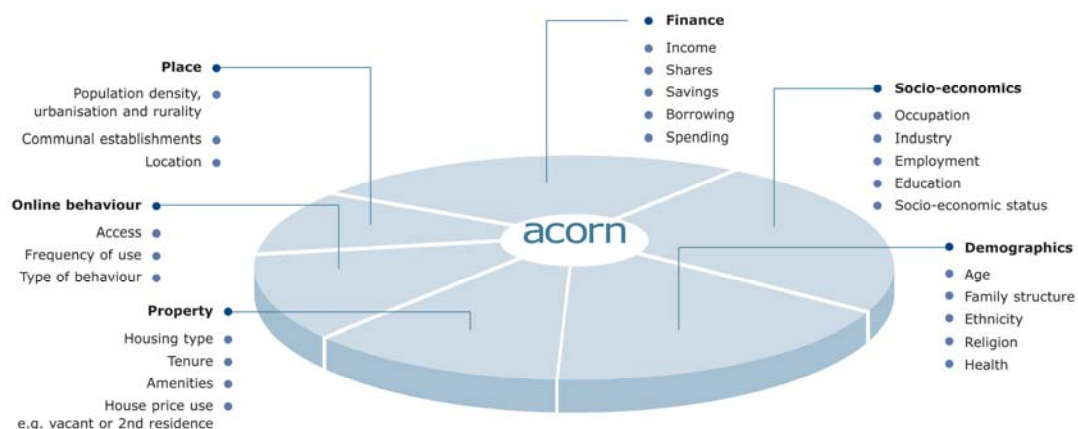 Finance
Income
Shares
Savings
Borrowing
Spending
Place
Population density,
urbanisation and rurality
Communal establishments
Location
Socio-economics
Occupation
Industry
Employment
Education
Socio-economic status
Online behaviour
Access
Frequency of use
Type of behaviour
acorn
Demographics
Age
Family structure
Ethnicity
Religion
Health
Property
Housing type
Tenure
Amenities
House price use
e.g. vacant or 2nd residence